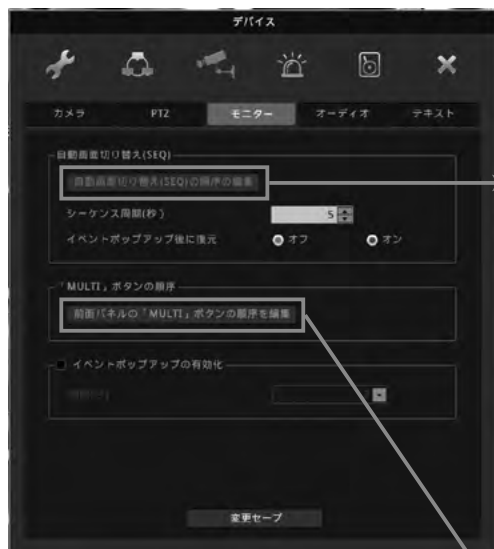 デバイス
カメラ PTZ モニター オーディオ テキスト
自動画面切り替え(SEQ)
自動画面切り替え(SEQ)の順序の編集
シーケンス周期(秒) 5
イベントポップアップ後に復元 オフ オン
「MULTI」ボタンの順序
前面パネルの「MULTI」ボタンの順序を編集
イベントポップアップの有効化
変更セーブ